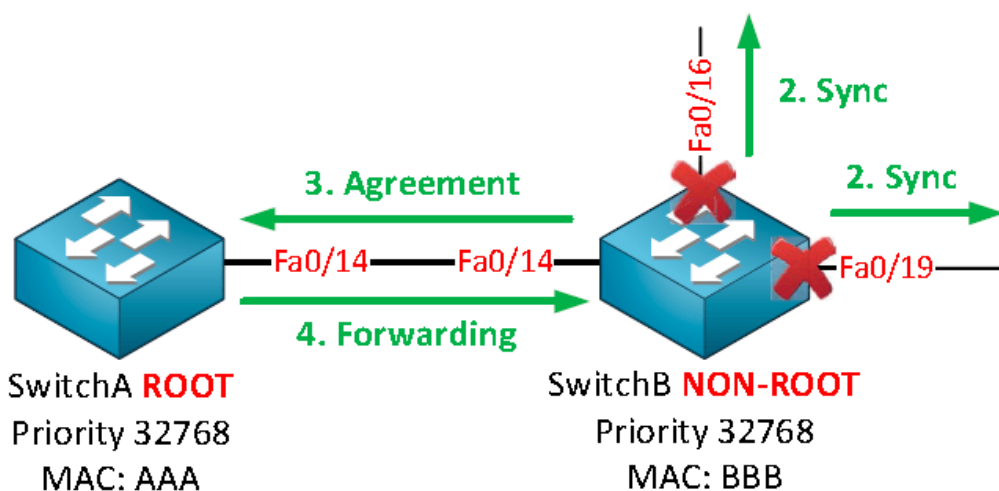 Fa0/16
2. Sync
3. Agreement
2. Sync
Fa0/14
Fa0/14
Fa0/19
4. Forwarding
SwitchA ROOT
Priority 32768
MAC: AAA
SwitchB NON-ROOT
Priority 32768
MAC: BBB